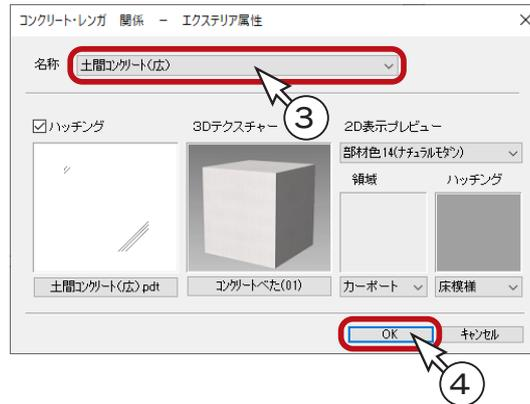 コンクリート・レンガ 関係 － エクステリア属性
名称 土間コンクリート(広)
③
ハッチング 3Dテクスチャー 2D表示プレビュー
部材色14(ナチュラルモダン)
領域 ハッチング
土間コンクリート(広).pdt コンクリートべた(01) カーポート 床模様
OK キャンセル
④